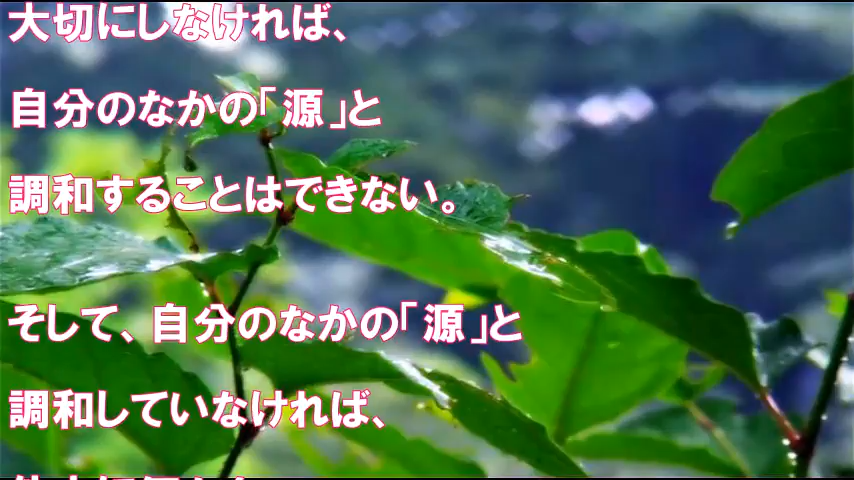 大切にしなければ、
自分のなかの「源」と
調和することはできない。
そして、自分のなかの「源」と
調和していなければ、